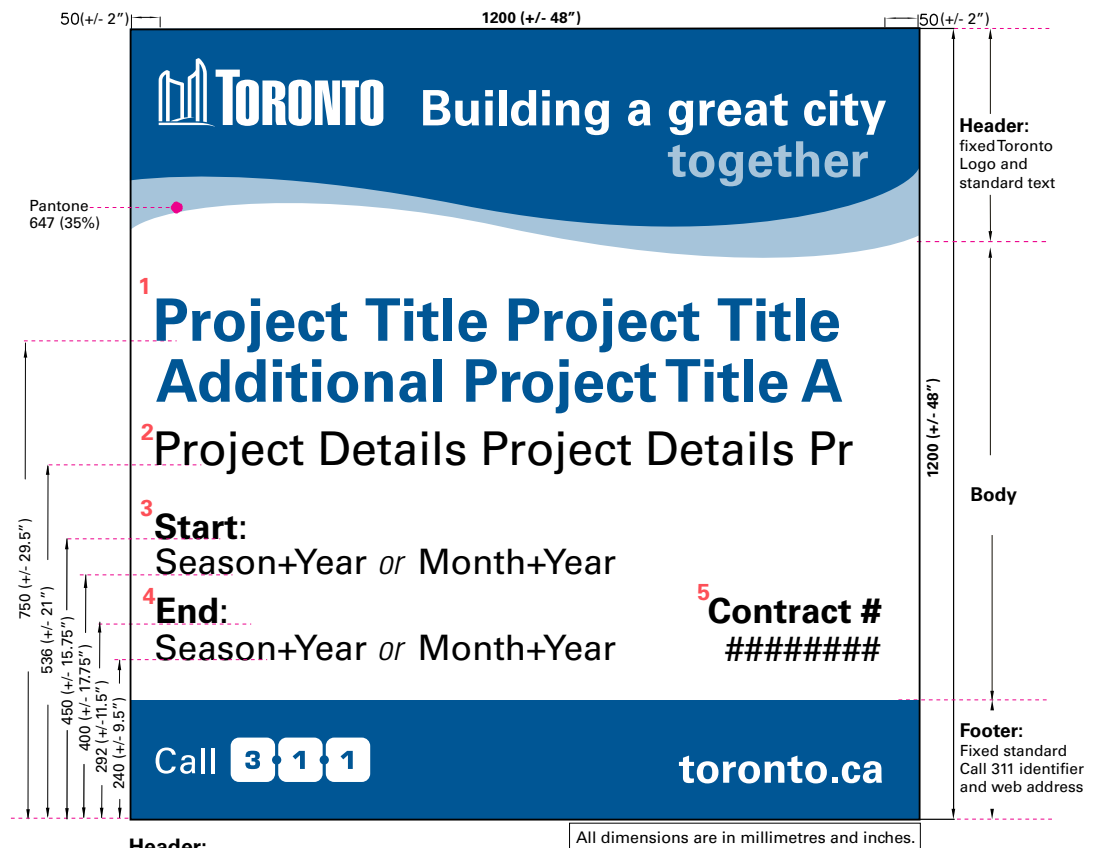 50(+/- 2”)
1200 (+/- 48”)
50(+/- 2”)
TORONTO
Building a great city
together
Header:
fixed Toronto
Logo and
standard text
Pantone
647 (35%)
1
Project Title Project Title
Additional Project Title A
2
Project Details Project Details Pr
3
Start:
Season+Year or Month+Year
4
End:
Season+Year or Month+Year
5
Contract #
########
1200 (+/- 48”)
Body
750 (+/- 29.5”)
536 (+/- 21”)
450 (+/- 15.75”)
400 (+/- 17.75”)
292 (+/-11.5”)
240 (+/- 9.5”)
Call 3 1 1
toronto.ca
Footer:
Fixed standard
Call 311 identifier
and web address
Header:
All dimensions are in millimetres and inches.